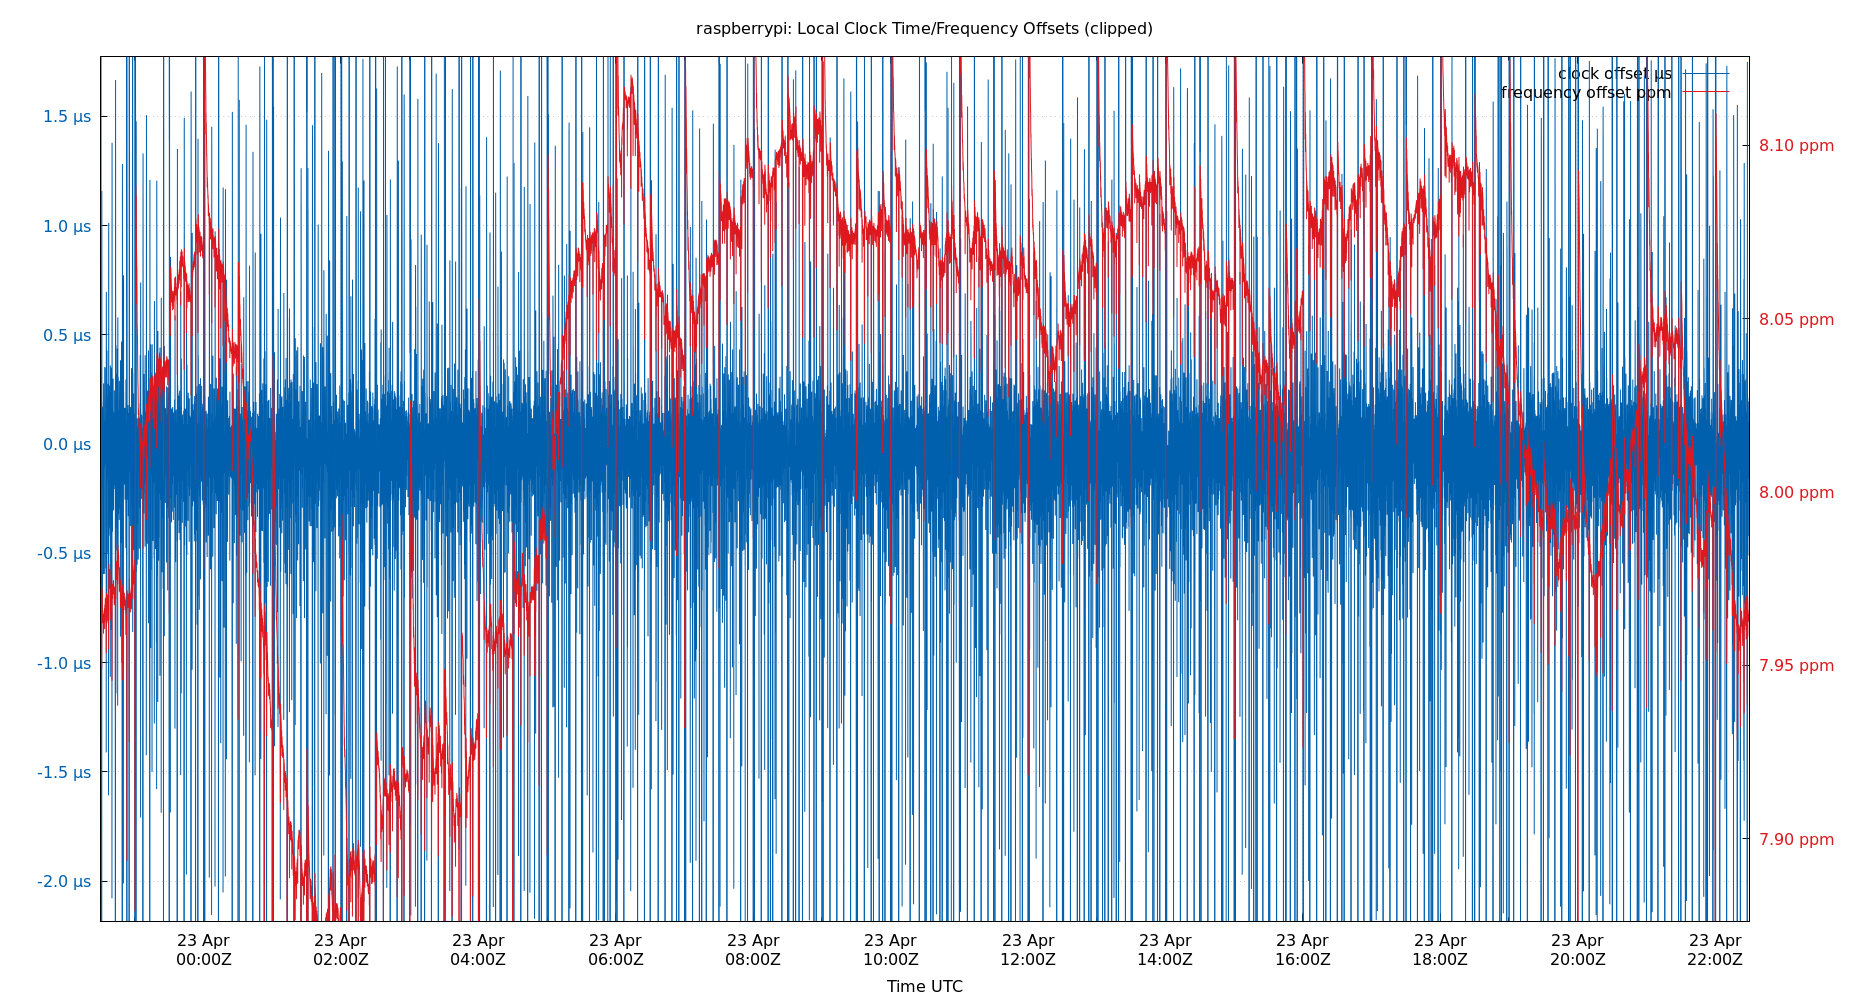 raspberrypi: Local Clock Time/Frequency Offsets (clipped)
clock offset µs
frequency offset ppm
1.5 µs
1.0 µs
0.5 µs
0.0 µs
-0.5 µs
-1.0 µs
-1.5 µs
-2.0 µs
8.10 ppm
8.05 ppm
8.00 ppm
7.95 ppm
7.90 ppm
23 Apr 23 Apr 23 Apr 23 Apr 23 Apr 23 Apr 23 Apr 23 Apr 23 Apr 23 Apr 23 Apr 23 Apr
00:00Z 02:00Z 04:00Z 06:00Z 08:00Z 10:00Z 12:00Z 14:00Z 16:00Z 18:00Z 20:00Z 22:00Z
Time UTC